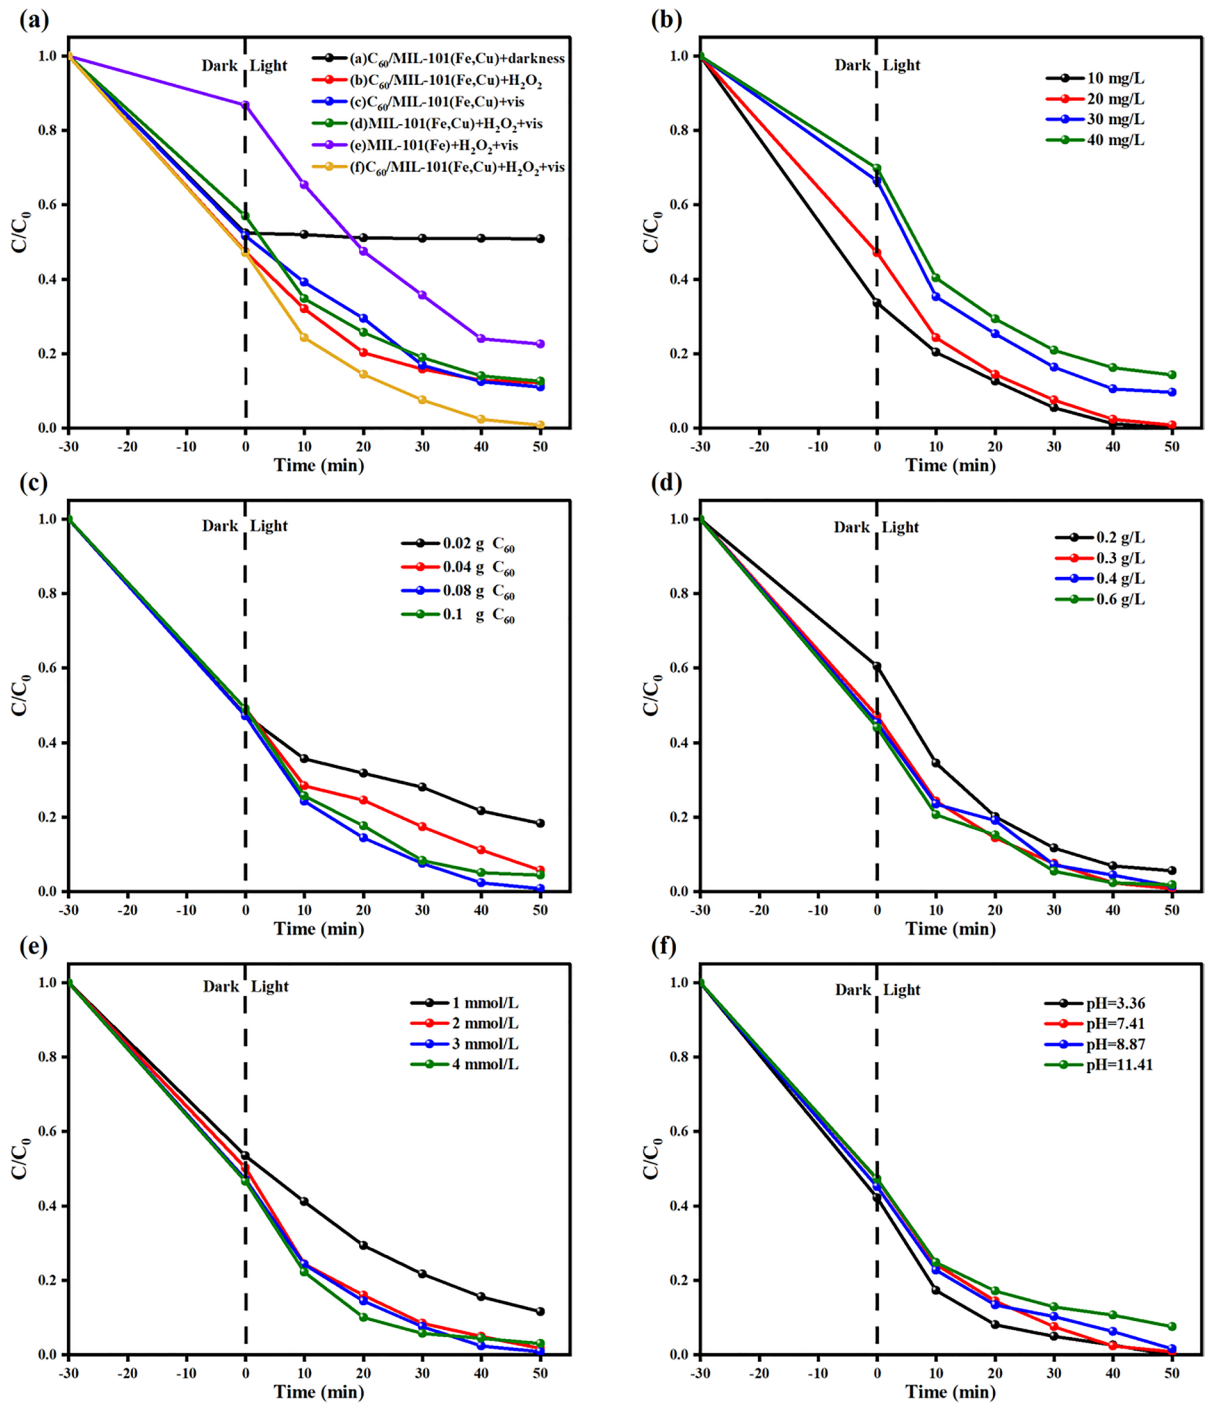 (a)
C/C₀
1.0
0.8
0.6
0.4
0.2
0.0
Dark Light
(a)C₆₀/MIL-101(Fe,Cu)+darkness
(b)C₆₀/MIL-101(Fe,Cu)+H₂O₂
(c)C₆₀/MIL-101(Fe,Cu)+vis
(d)MIL-101(Fe,Cu)+H₂O₂+vis
(e)MIL-101(Fe)+H₂O₂+vis
(f)C₆₀/MIL-101(Fe,Cu)+H₂O₂+vis
-30 -20 -10 0 10 20 30 40 50
Time (min)
(b)
C/C₀
1.0
0.8
0.6
0.4
0.2
0.0
Dark Light
10 mg/L
20 mg/L
30 mg/L
40 mg/L
-30 -20 -10 0 10 20 30 40 50
Time (min)
(c)
C/C₀
1.0
0.8
0.6
0.4
0.2
0.0
Dark Light
0.02 g C₆₀
0.04 g C₆₀
0.08 g C₆₀
0.1 g C₆₀
-30 -20 -10 0 10 20 30 40 50
Time (min)
(d)
C/C₀
1.0
0.8
0.6
0.4
0.2
0.0
Dark Light
0.2 g/L
0.3 g/L
0.4 g/L
0.6 g/L
-30 -20 -10 0 10 20 30 40 50
Time (min)
(e)
C/C₀
1.0
0.8
0.6
0.4
0.2
0.0
Dark Light
1 mmol/L
2 mmol/L
3 mmol/L
4 mmol/L
-30 -20 -10 0 10 20 30 40 50
Time (min)
(f)
C/C₀
1.0
0.8
0.6
0.4
0.2
0.0
Dark Light
pH=3.36
pH=7.41
pH=8.87
pH=11.41
-30 -20 -10 0 10 20 30 40 50
Time (min)